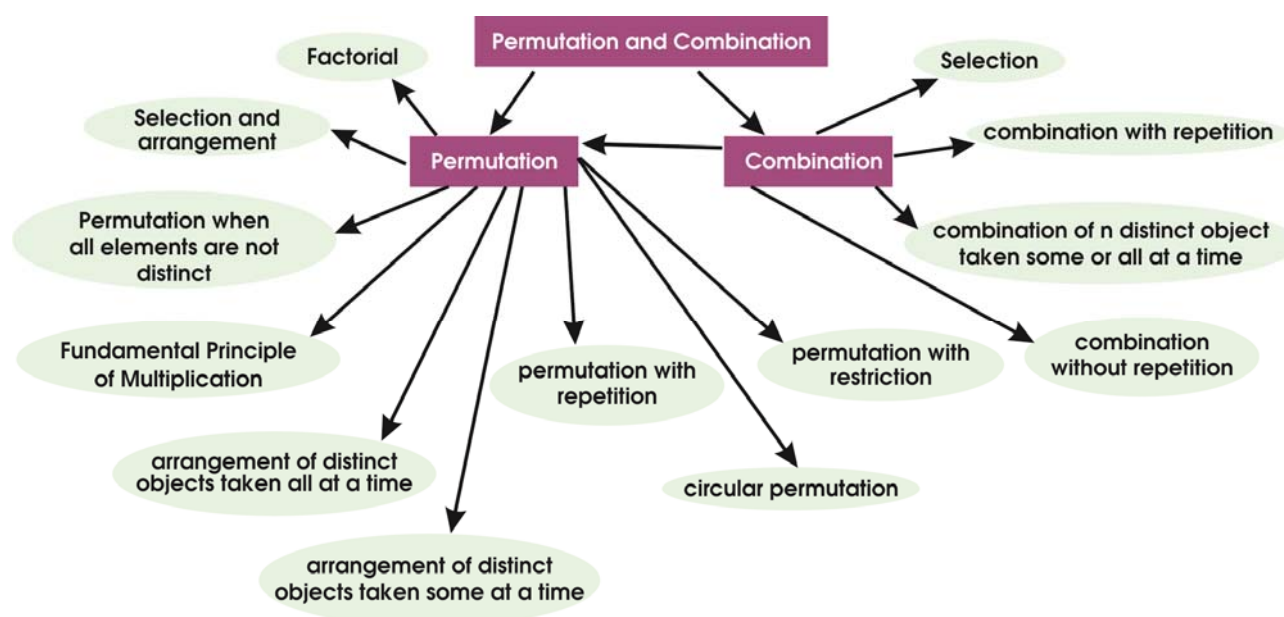 Permutation and Combination
Factorial
Selection
Selection and
arrangement
combination with repetition
Permutation
Combination
Permutation when
all elements are not
distinct
combination of n distinct object
taken some or all at a time
Fundamental Principle
of Multiplication
permutation with
repetition
permutation with
restriction
combination
without repetition
arrangement of distinct
objects taken all at a time
circular permutation
arrangement of distinct
objects taken some at a time